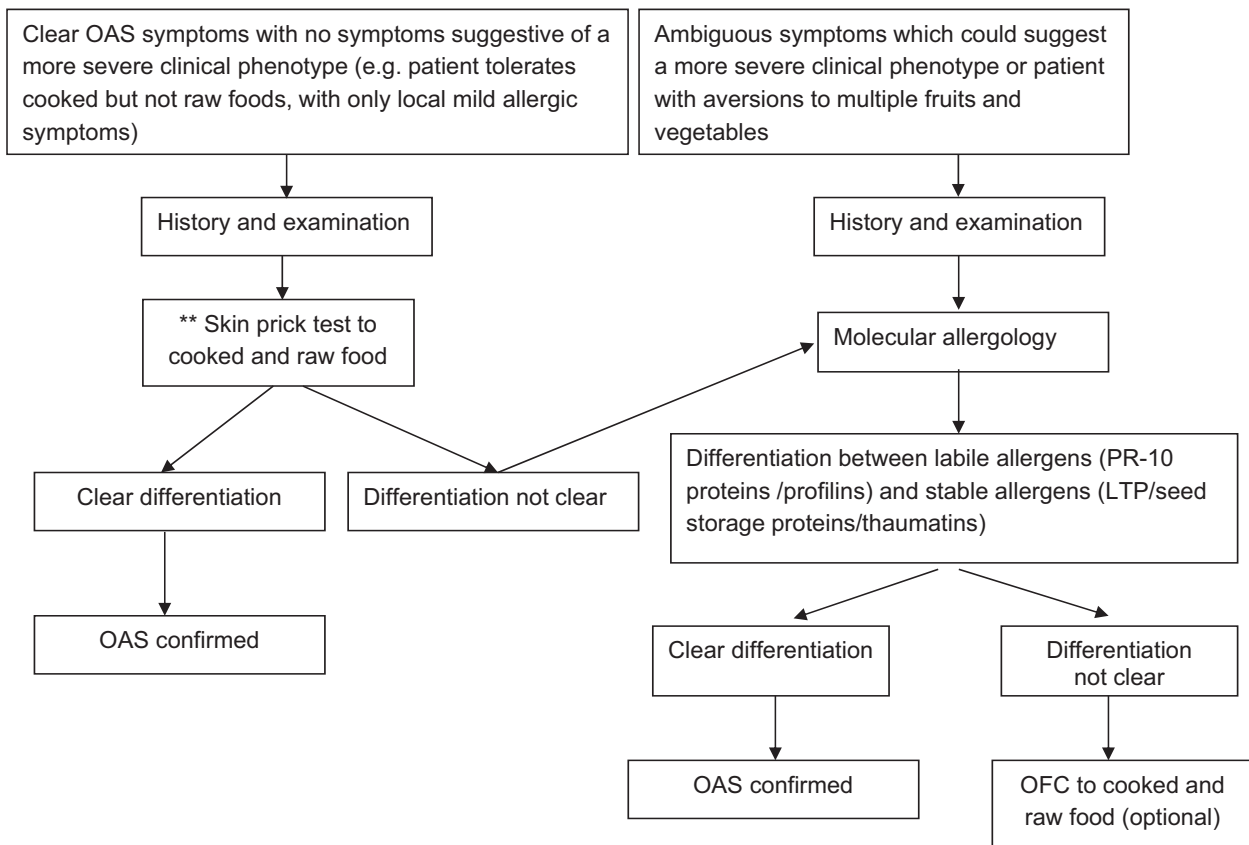 Clear OAS symptoms with no symptoms suggestive of a
more severe clinical phenotype (e.g. patient tolerates
cooked but not raw foods, with only local mild allergic
symptoms)
Ambiguous symptoms which could suggest
a more severe clinical phenotype or patient
with aversions to multiple fruits and
vegetables
History and examination
History and examination
** Skin prick test to
cooked and raw food
Molecular allergology
Clear differentiation
Differentiation not clear
Differentiation between labile allergens (PR-10
proteins /profilins) and stable allergens (LTP/seed
storage proteins/thaumatins)
OAS confirmed
Clear differentiation
Differentiation
not clear
OAS confirmed
OFC to cooked and
raw food (optional)